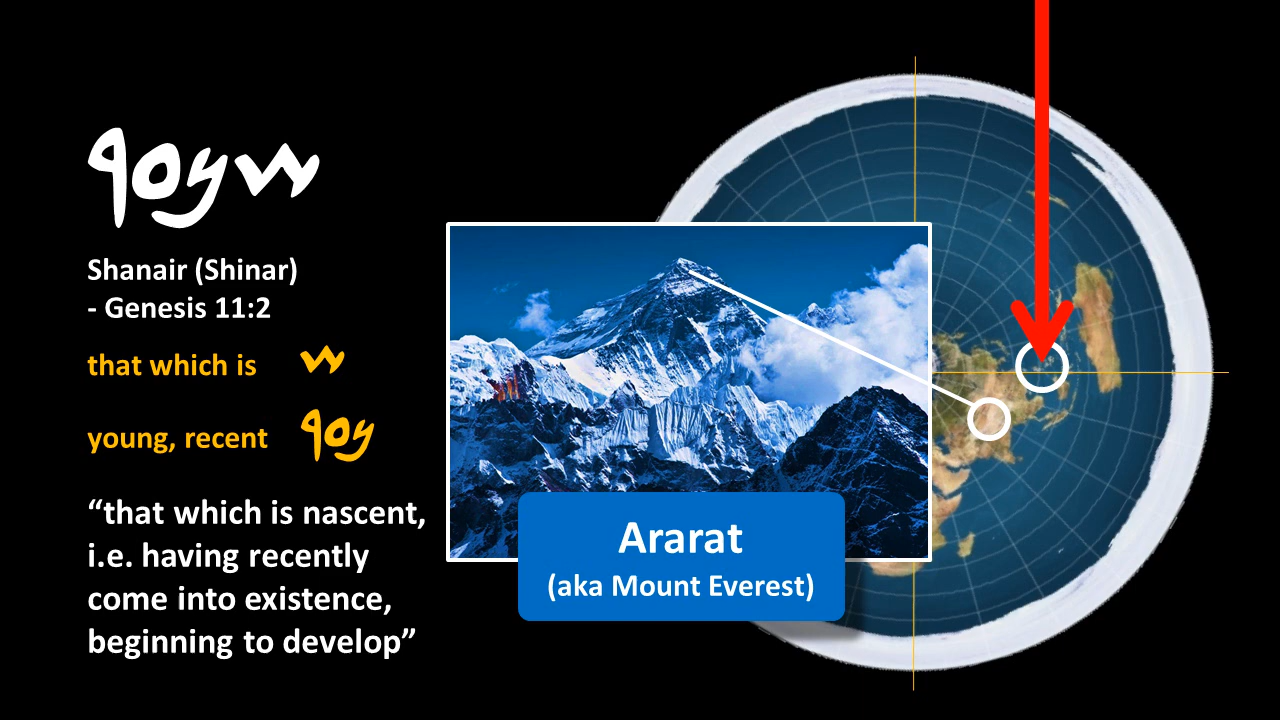 𐤔𐤍𐤏𐤓
Shanair (Shinar)
- Genesis 11:2
that which is 𐤔
young, recent 𐤍𐤏𐤓
“that which is nascent,
i.e. having recently
come into existence,
beginning to develop”
Ararat
(aka Mount Everest)